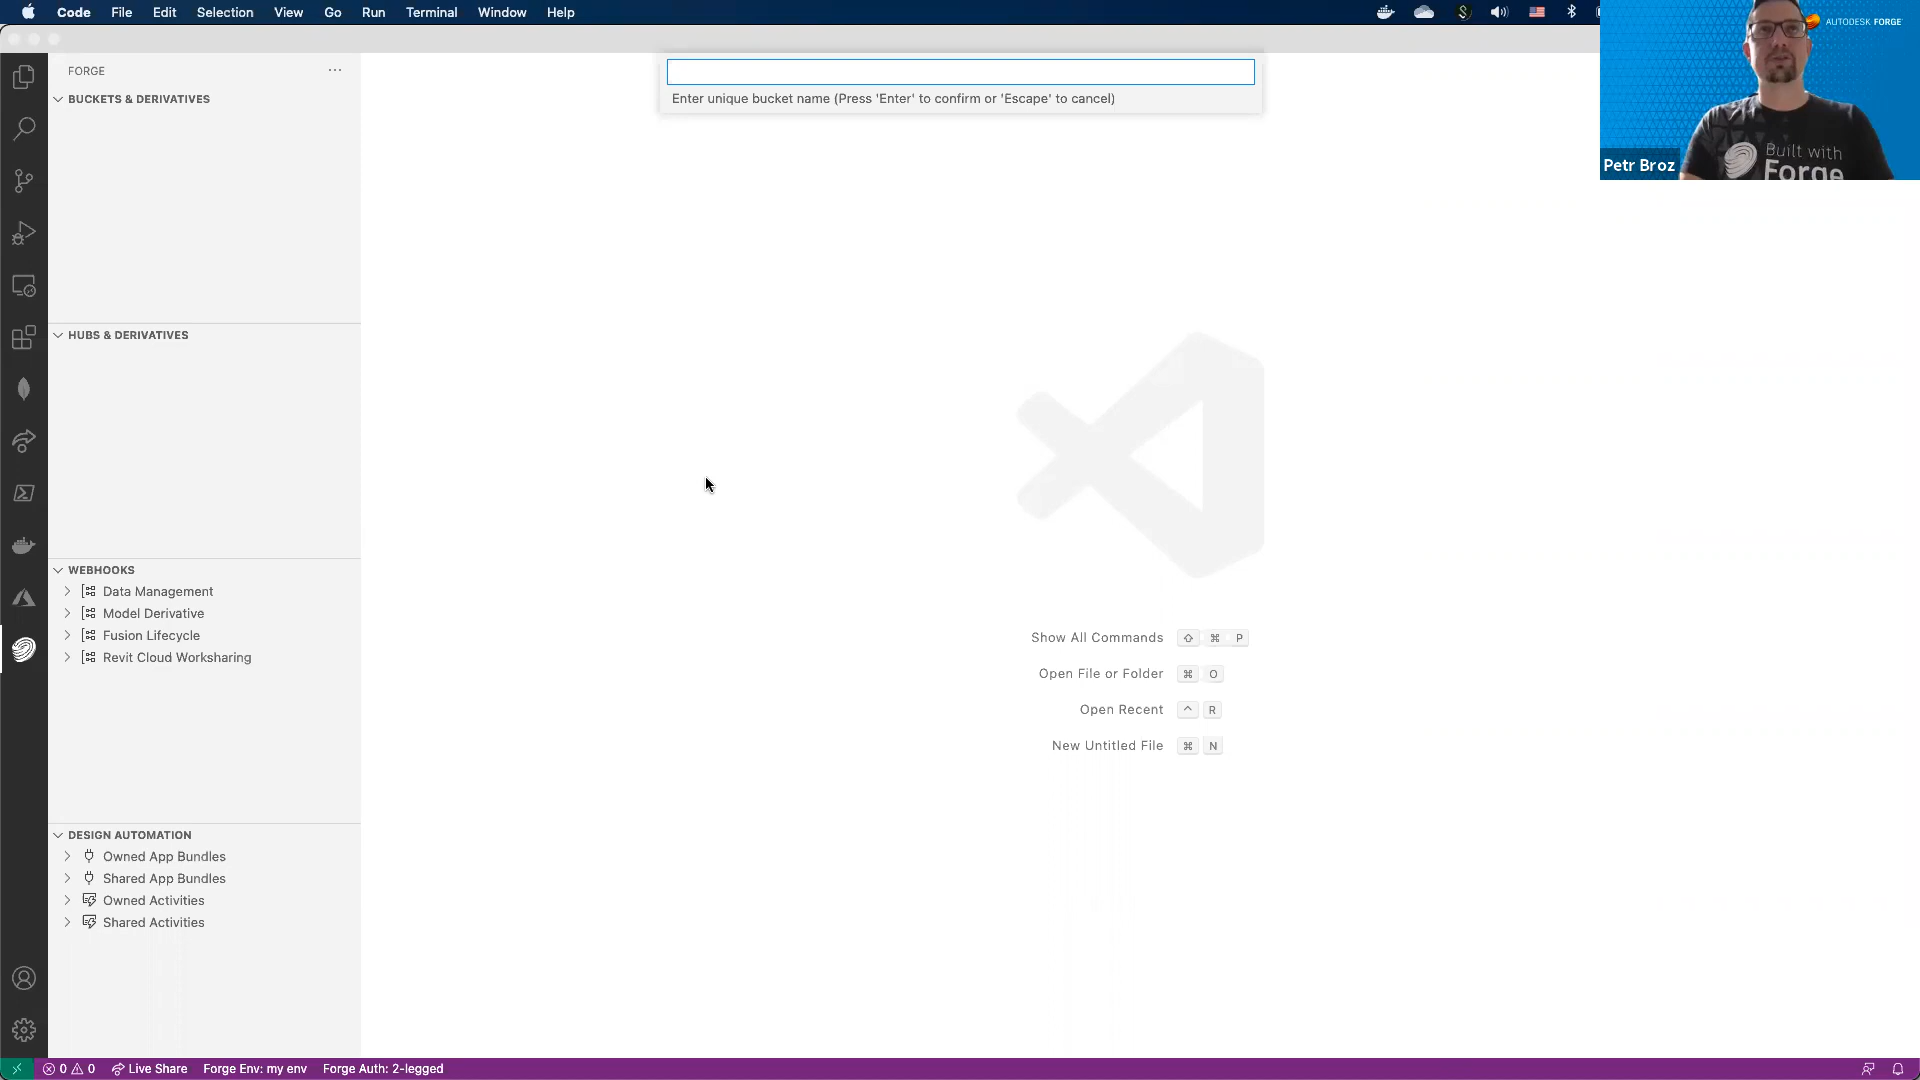 Code File Edit Selection View Go Run Terminal Window Help
AUTODESK FORGE
Built with
Forge
Petr Broz
FORGE
Enter unique bucket name (Press 'Enter' to confirm or 'Escape' to cancel)
BUCKETS & DERIVATIVES
HUBS & DERIVATIVES
WEBHOOKS
Data Management
Model Derivative
Fusion Lifecycle
Revit Cloud Worksharing
DESIGN AUTOMATION
Owned App Bundles
Shared App Bundles
Owned Activities
Shared Activities
Show All Commands ⇧ ⌘ P
Open File or Folder ⌘ O
Open Recent ^ R
New Untitled File ⌘ N
0 0 Live Share Forge Env: my env Forge Auth: 2-legged